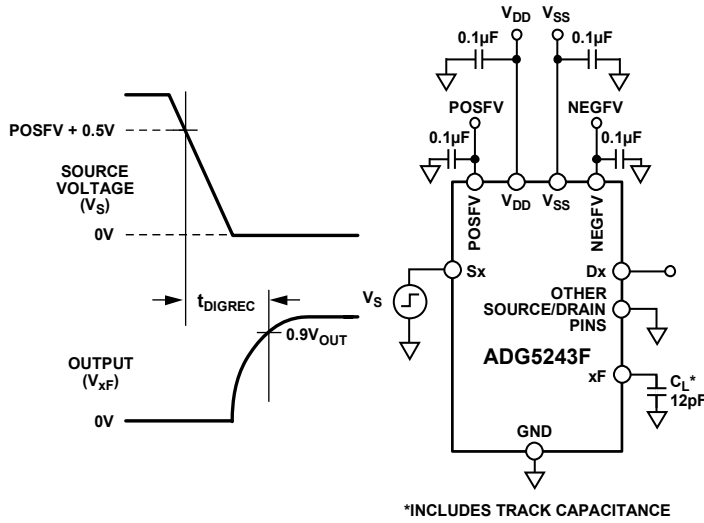 POSFV + 0.5V
SOURCE
VOLTAGE
(VS)
0V
tDIGREC
0.9VOUT
OUTPUT
(VxF)
0V
VDD
VSS
0.1µF
0.1µF
POSFV
NEGFV
0.1µF
0.1µF
POSFV
VDD
VSS
NEGFV
VS
Sx
Dx
OTHER
SOURCE/DRAIN
PINS
ADG5243F
xF
CL*
12pF
GND
*INCLUDES TRACK CAPACITANCE